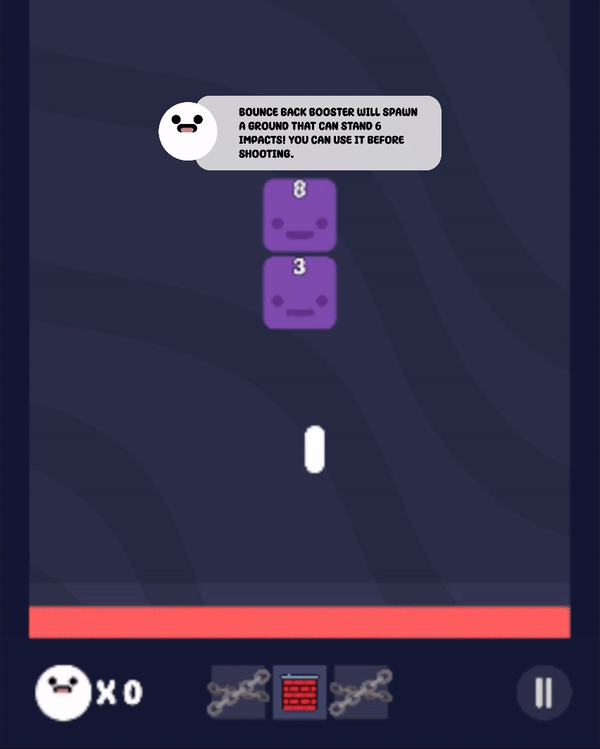 BOUNCE BACK BOOSTER WILL SPAWN
A GROUND THAT CAN STAND 6
IMPACTS! YOU CAN USE IT BEFORE
SHOOTING.
8
3
X 0